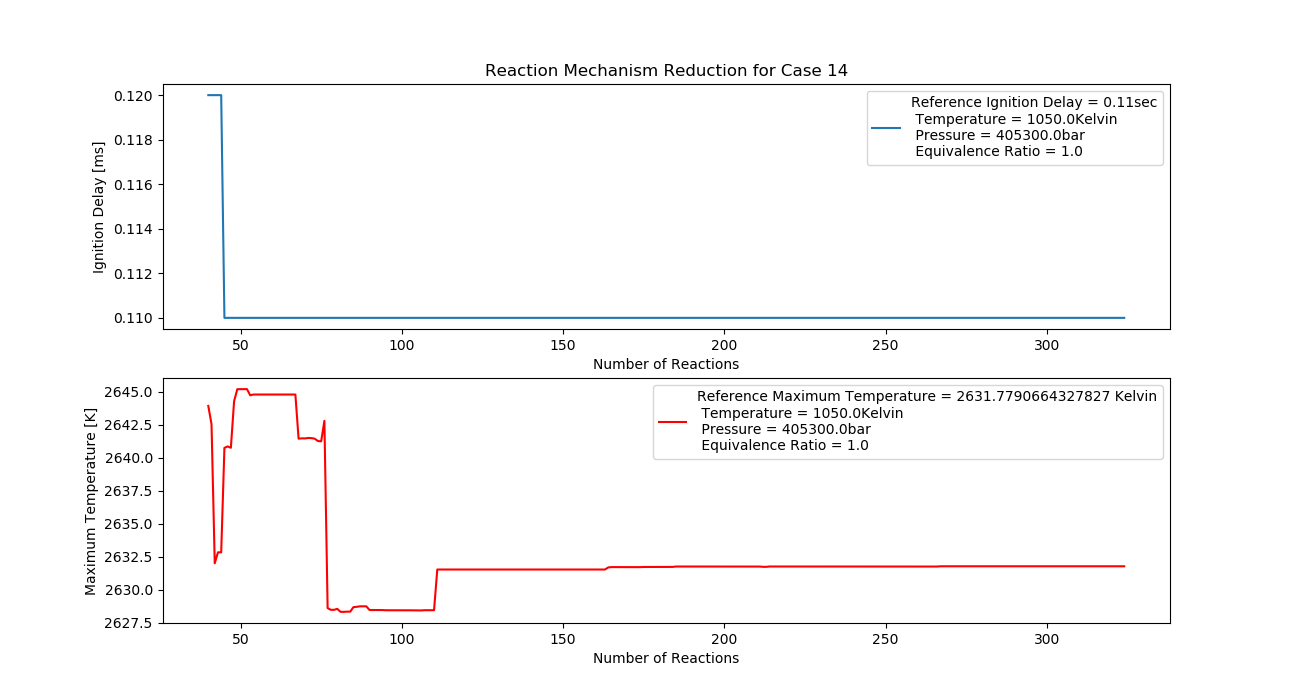 Reaction Mechanism Reduction for Case 14
0.120
0.118
0.116
0.114
0.112
0.110
Ignition Delay [ms]
Reference Ignition Delay = 0.11sec
Temperature = 1050.0Kelvin
Pressure = 405300.0bar
Equivalence Ratio = 1.0
50 100 150 200 250 300
Number of Reactions
2645.0
2642.5
2640.0
2637.5
2635.0
2632.5
2630.0
2627.5
Maximum Temperature [K]
Reference Maximum Temperature = 2631.7790664327827 Kelvin
Temperature = 1050.0Kelvin
Pressure = 405300.0bar
Equivalence Ratio = 1.0
50 100 150 200 250 300
Number of Reactions